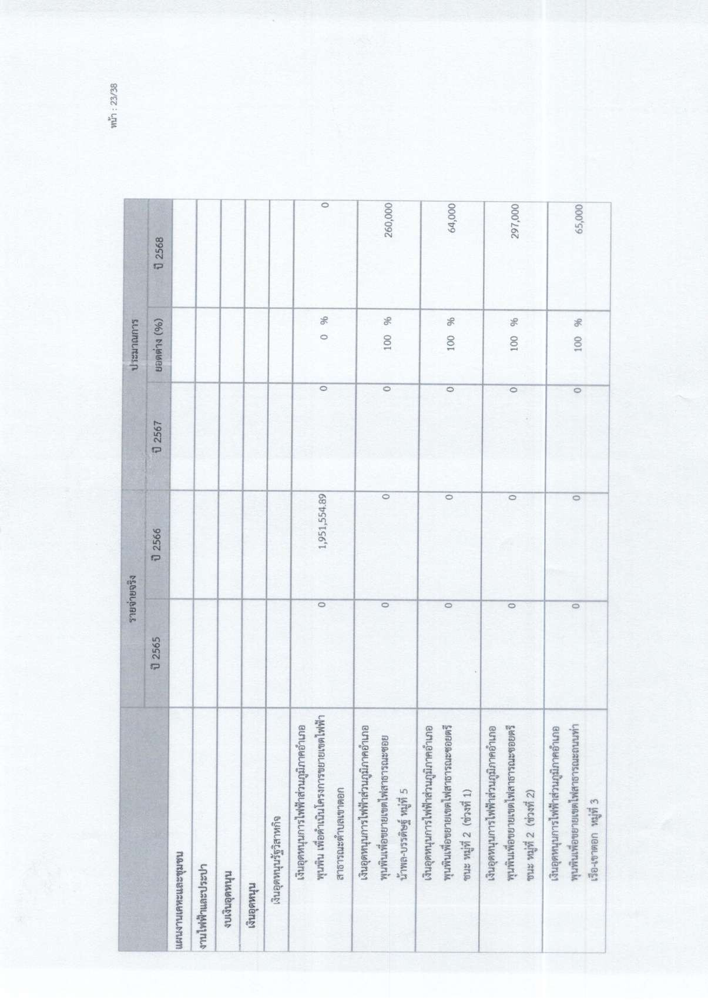 หน้า : 23/38
รายจ่ายจริง ประมาณการ
ปี 2565 ปี 2566 ปี 2567 ยอดต่าง (%) ปี 2568
แผนงานเคหะและชุมชน
งานไฟฟ้าและประปา
งบเงินอุดหนุน
เงินอุดหนุน
เงินอุดหนุนรัฐวิสาหกิจ
เงินอุดหนุนการไฟฟ้าส่วนภูมิภาคอำเภอ
พุนพิน เพื่อดำเนินโครงการขยายเขตไฟฟ้า 0 1,951,554.89 0 0 % 0
สาธารณะตำบลเขาตอก
เงินอุดหนุนการไฟฟ้าส่วนภูมิภาคอำเภอ
พุนพินเพื่อขยายเขตไฟสาธารณะซอย 0 0 0 100 % 260,000
น้าพล-บรรดิษฐ์ หมู่ที่ 5
เงินอุดหนุนการไฟฟ้าส่วนภูมิภาคอำเภอ
พุนพินเพื่อขยายเขตไฟสาธารณะซอยตรี 0 0 0 100 % 64,000
ชนะ หมู่ที่ 2 (ช่วงที่ 1)
เงินอุดหนุนการไฟฟ้าส่วนภูมิภาคอำเภอ
พุนพินเพื่อขยายเขตไฟสาธารณะซอยตรี 0 0 0 100 % 297,000
ชนะ หมู่ที่ 2 (ช่วงที่ 2)
เงินอุดหนุนการไฟฟ้าส่วนภูมิภาคอำเภอ
พุนพินเพื่อขยายเขตไฟสาธารณะถนนท่า 0 0 0 100 % 65,000
เรือ-เขาตอก หมู่ที่ 3